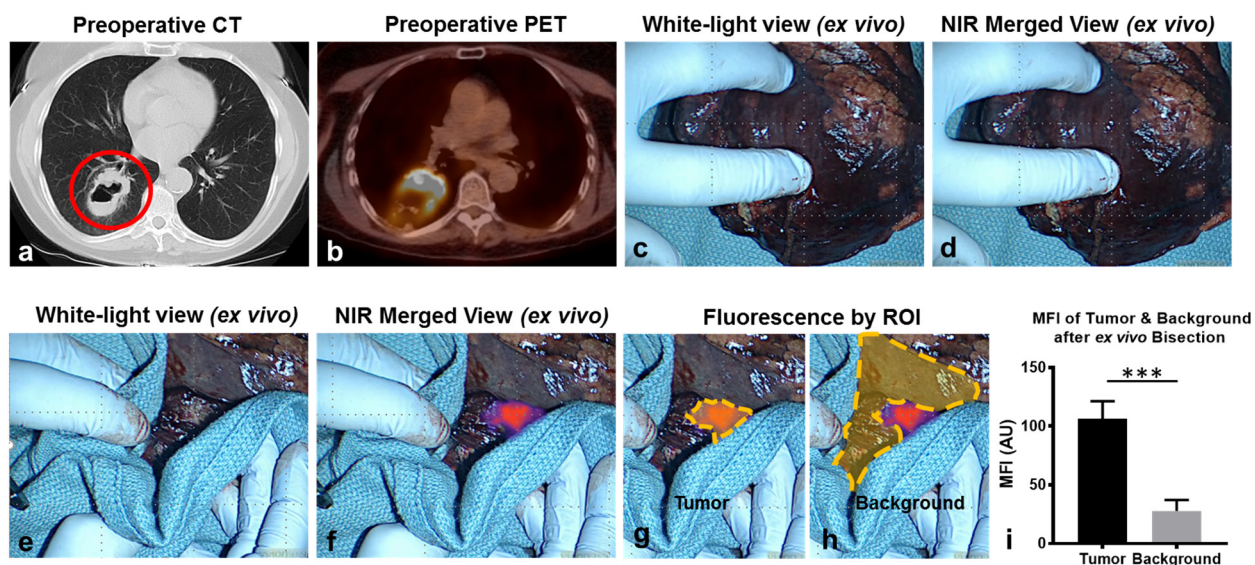 Preoperative CT
Preoperative PET
White-light view (ex vivo)
NIR Merged View (ex vivo)
a
b
c
d
White-light view (ex vivo)
NIR Merged View (ex vivo)
Fluorescence by ROI
MFI of Tumor & Background
after ex vivo Bisection
e
f
Tumor
g
Background
h
i
MFI (AU)
150
100
50
0
***
Tumor Background